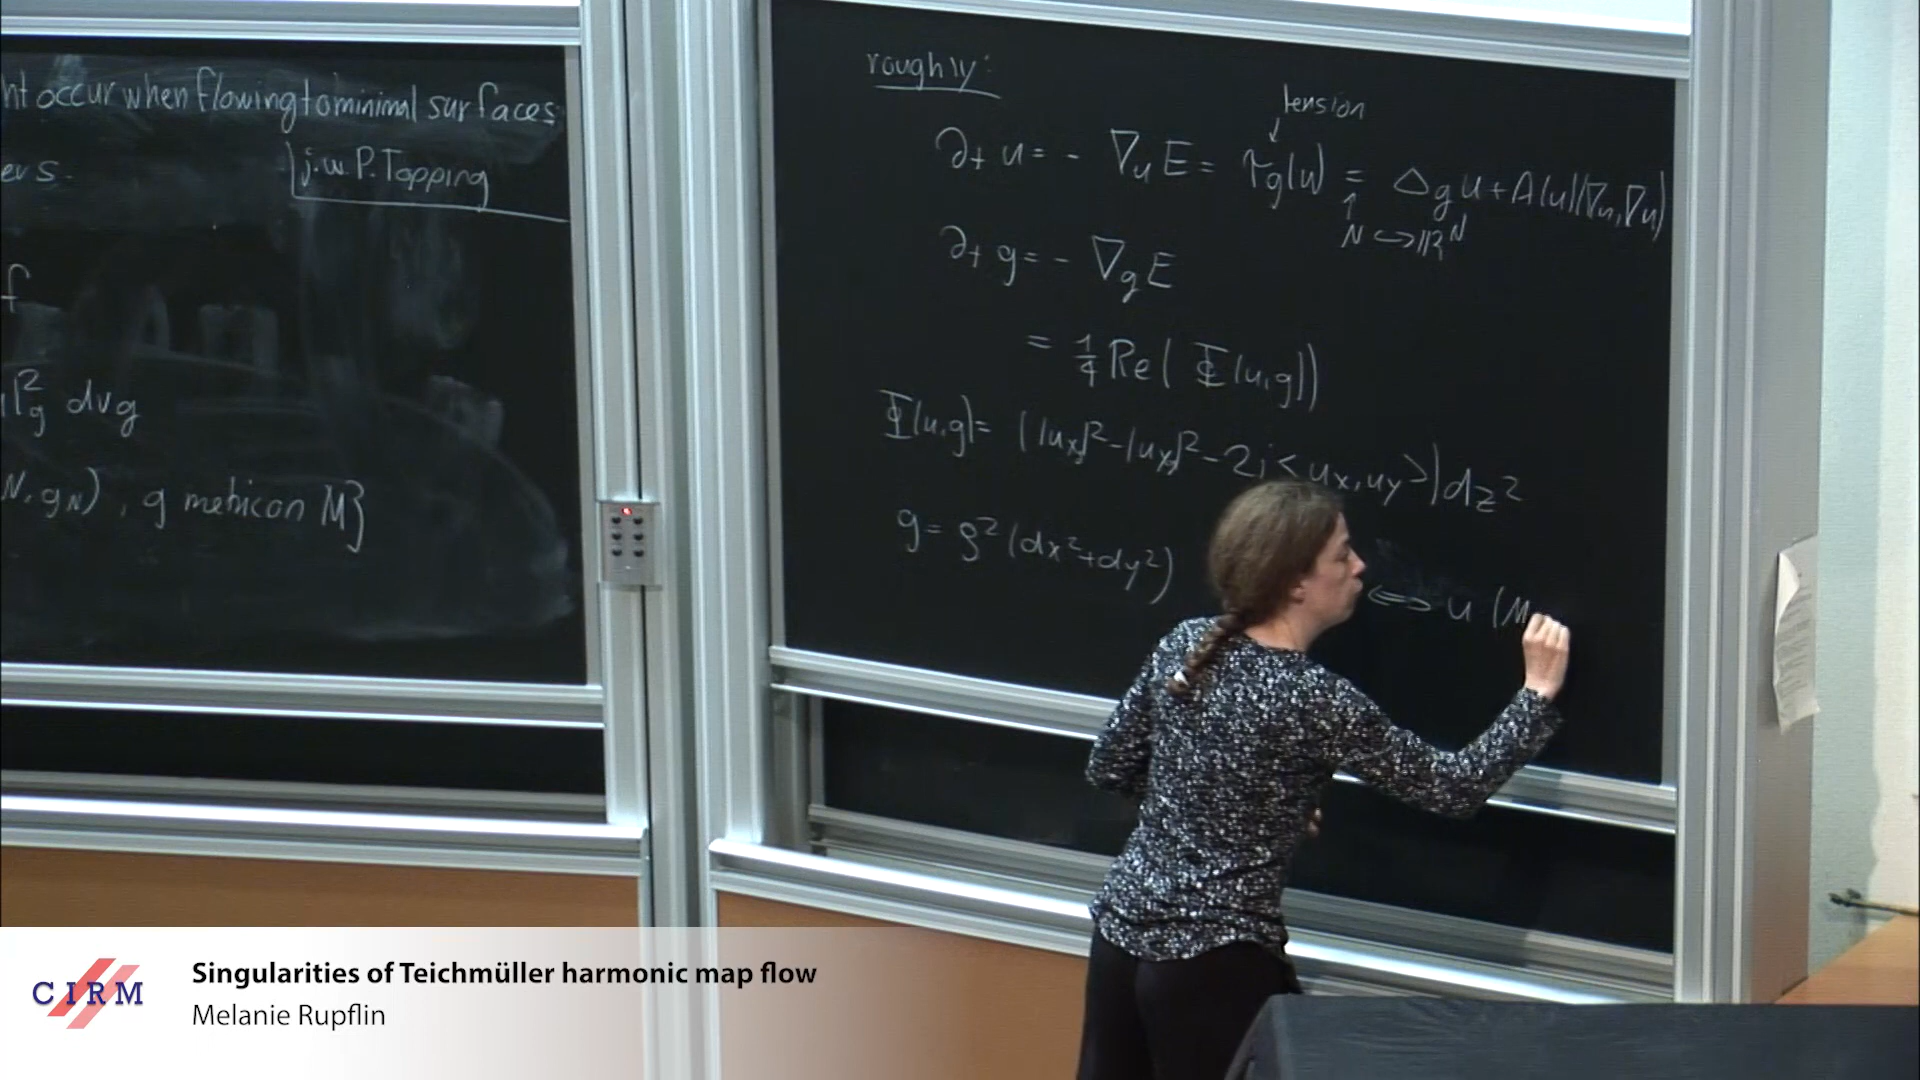 ht occur when flowing to minimal surfaces
ers.
j.w. P. Topping
f
|²_g dv_g
N, g_N), g metric on M}
roughly:
tension
↓
∂_t u = - ∇_u E = τ_g(u) = Δ_g u + A(u)(∇u, ∇u)
↑
N ↪ ℝ^N
∂_t g = - ∇_g E
= 1/4 Re( Φ(u,g))
Φ(u,g) = (|u_x|² - |u_y|² - 2i<u_x, u_y>) dz²
g = ρ² (dx² + dy²)
⇔ u (M
CIRM
Singularities of Teichmüller harmonic map flow
Melanie Rupflin